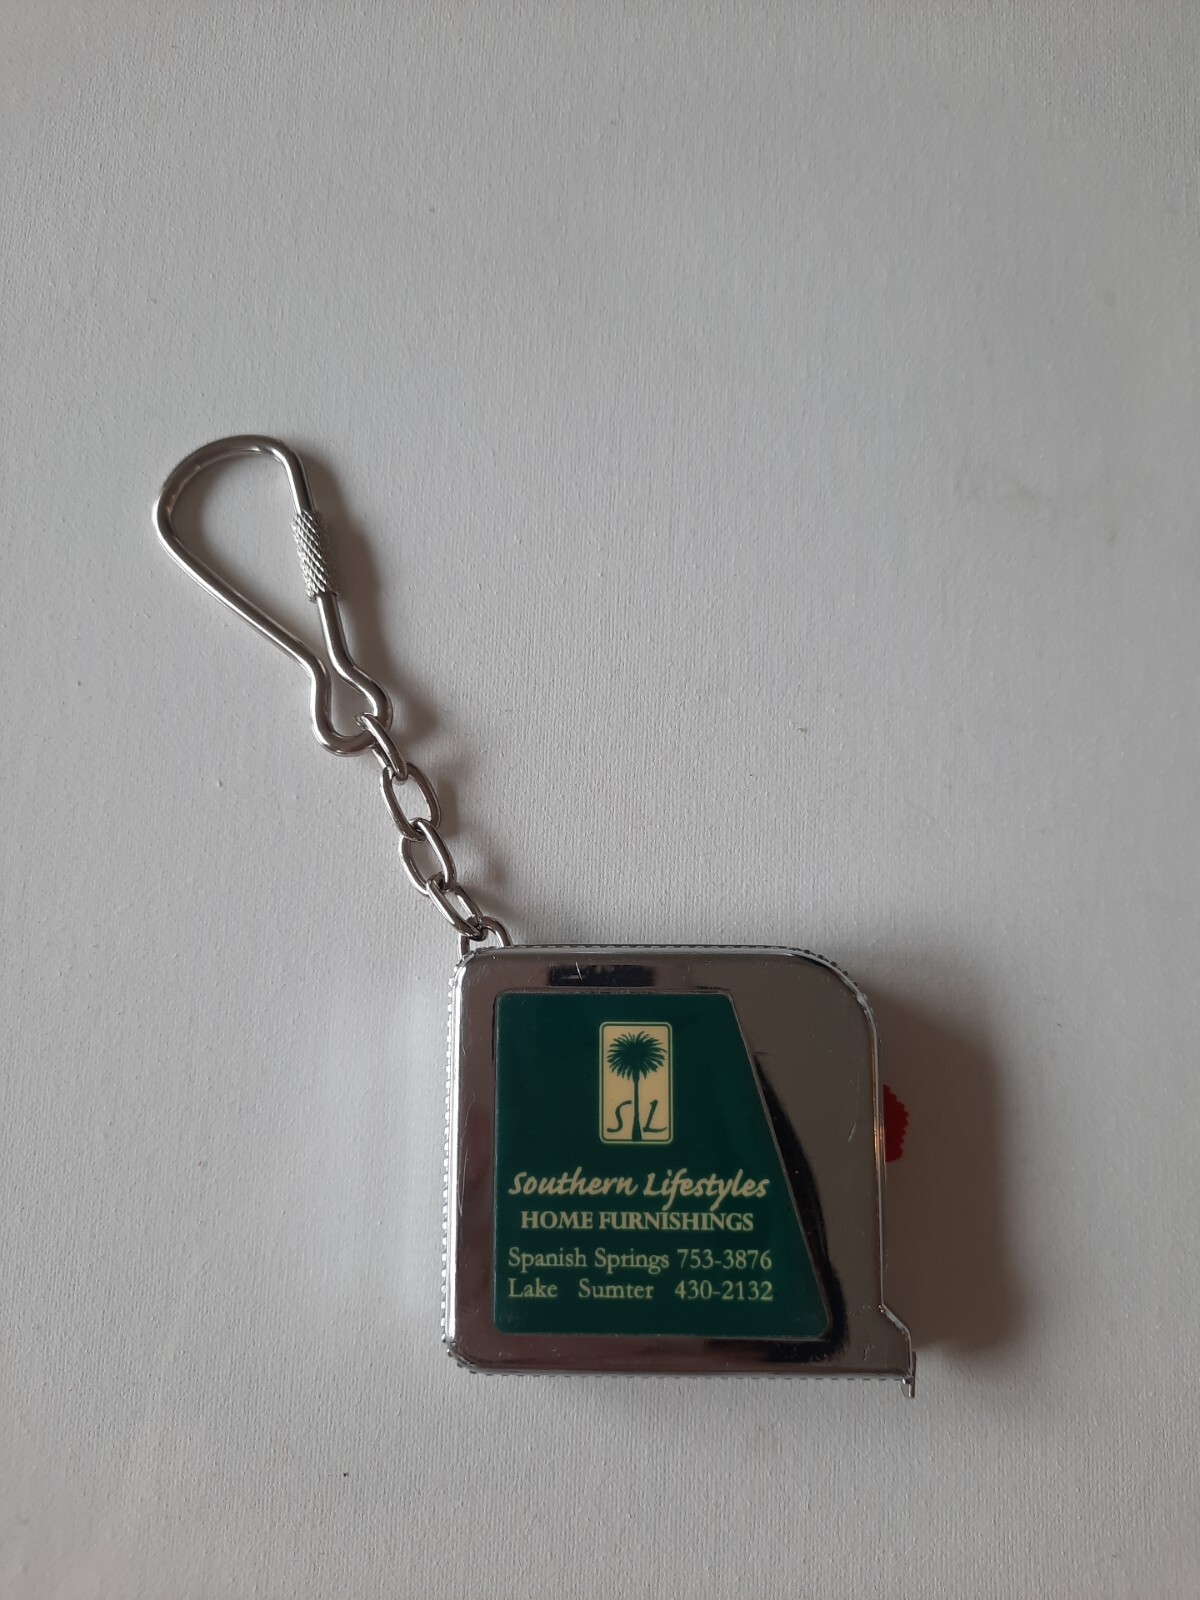 SL
Southern Lifestyles
HOME FURNISHINGS
Spanish Springs 753-3876
Lake Sumter 430-2132